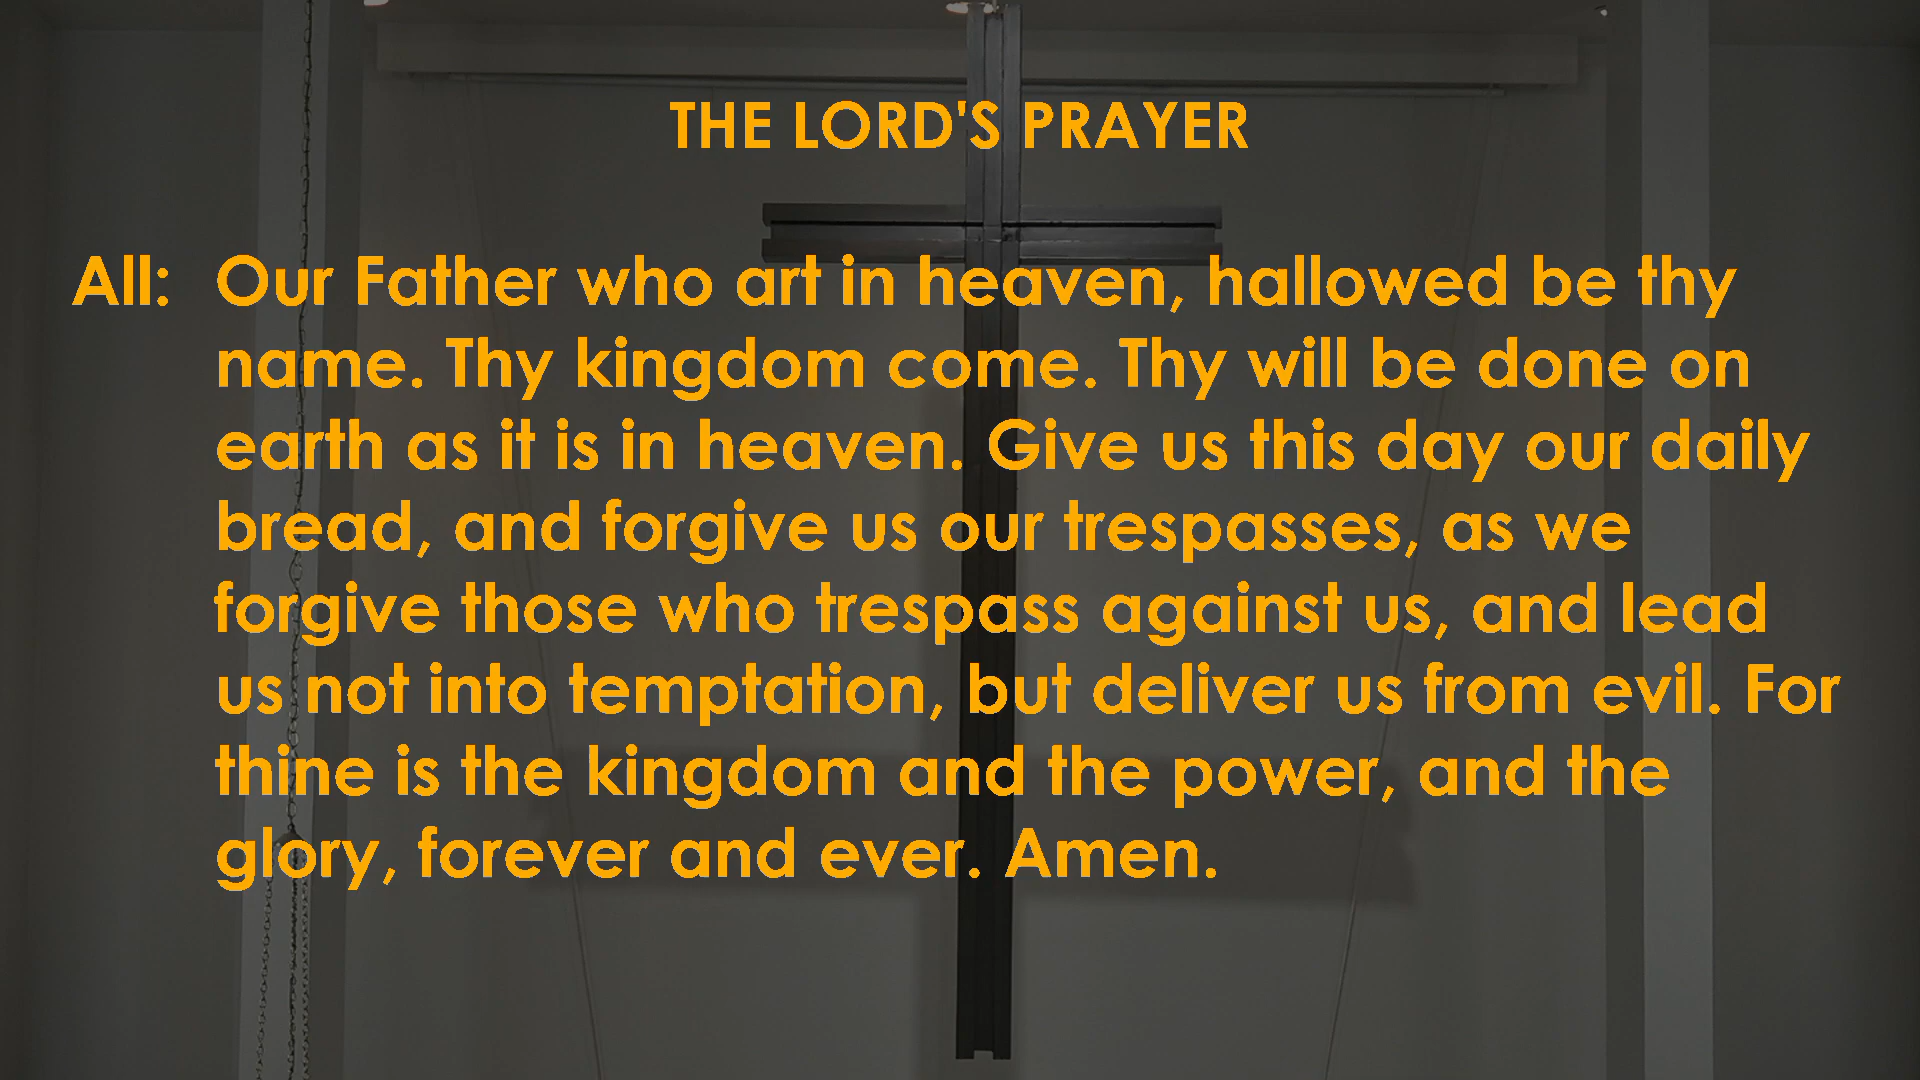 THE LORD'S PRAYER
All: Our Father who art in heaven, hallowed be thy
name. Thy kingdom come. Thy will be done on
earth as it is in heaven. Give us this day our daily
bread, and forgive us our trespasses, as we
forgive those who trespass against us, and lead
us not into temptation, but deliver us from evil. For
thine is the kingdom and the power, and the
glory, forever and ever. Amen.